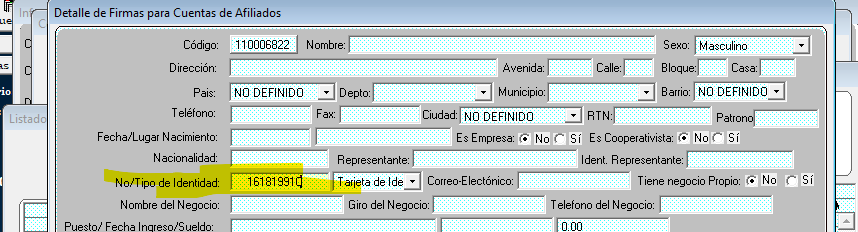 Detalle de Firmas para Cuentas de Afiliados
Código: 110006822 Nombre: Sexo: Masculino
Dirección: Avenida: Calle: Bloque: Casa:
Pais: NO DEFINIDO Depto: Municipio: Barrio: NO DEFINIDO
Teléfono: Fax: Ciudad: NO DEFINIDO RTN: Patrono
Fecha/Lugar Nacimiento: Es Empresa: No Sí Es Cooperativista: No Sí
Nacionalidad: Representante: Ident. Representante:
No/Tipo de Identidad: Tarjeta de Ide Correo-Electrónico: Tiene negocio Propio: No Sí
Nombre del Negocio: Giro del Negocio: Telefono del Negocio:
Puesto/ Fecha Ingreso/Sueldo: 0.00
Listado